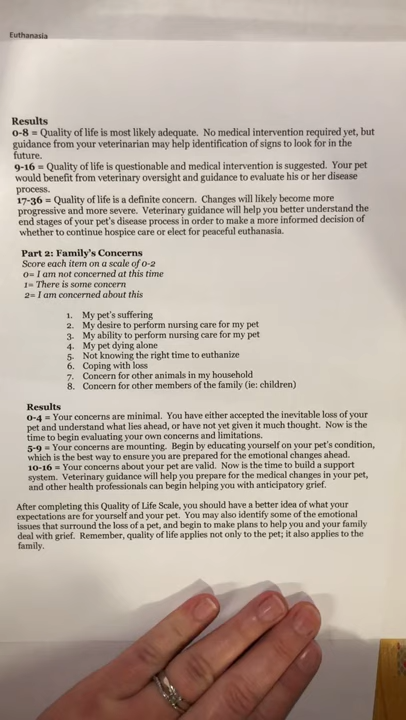 Euthanasia
Results
0-8 = Quality of life is most likely adequate. No medical intervention required yet, but
guidance from your veterinarian may help identification of signs to look for in the
future.
9-16 = Quality of life is questionable and medical intervention is suggested. Your pet
would benefit from veterinary oversight and guidance to evaluate his or her disease
process.
17-36 = Quality of life is a definite concern. Changes will likely become more
progressive and more severe. Veterinary guidance will help you better understand the
end stages of your pet's disease process in order to make a more informed decision of
whether to continue hospice care or elect for peaceful euthanasia.
Part 2: Family's Concerns
Score each item on a scale of 0-2
0= I am not concerned at this time
1= There is some concern
2= I am concerned about this
1. My pet's suffering
2. My desire to perform nursing care for my pet
3. My ability to perform nursing care for my pet
4. My pet dying alone
5. Not knowing the right time to euthanize
6. Coping with loss
7. Concern for other animals in my household
8. Concern for other members of the family (ie: children)
Results
0-4 = Your concerns are minimal. You have either accepted the inevitable loss of your
pet and understand what lies ahead, or have not yet given it much thought. Now is the
time to begin evaluating your own concerns and limitations.
5-9 = Your concerns are mounting. Begin by educating yourself on your pet's condition,
which is the best way to ensure you are prepared for the emotional changes ahead.
10-16 = Your concerns about your pet are valid. Now is the time to build a support
system. Veterinary guidance will help you prepare for the medical changes in your pet,
and other health professionals can begin helping you with anticipatory grief.
After completing this Quality of Life Scale, you should have a better idea of what your
expectations are for yourself and your pet. You may also identify some of the emotional
issues that surround the loss of a pet, and begin to make plans to help you and your family
deal with grief. Remember, quality of life applies not only to the pet; it also applies to the
family.